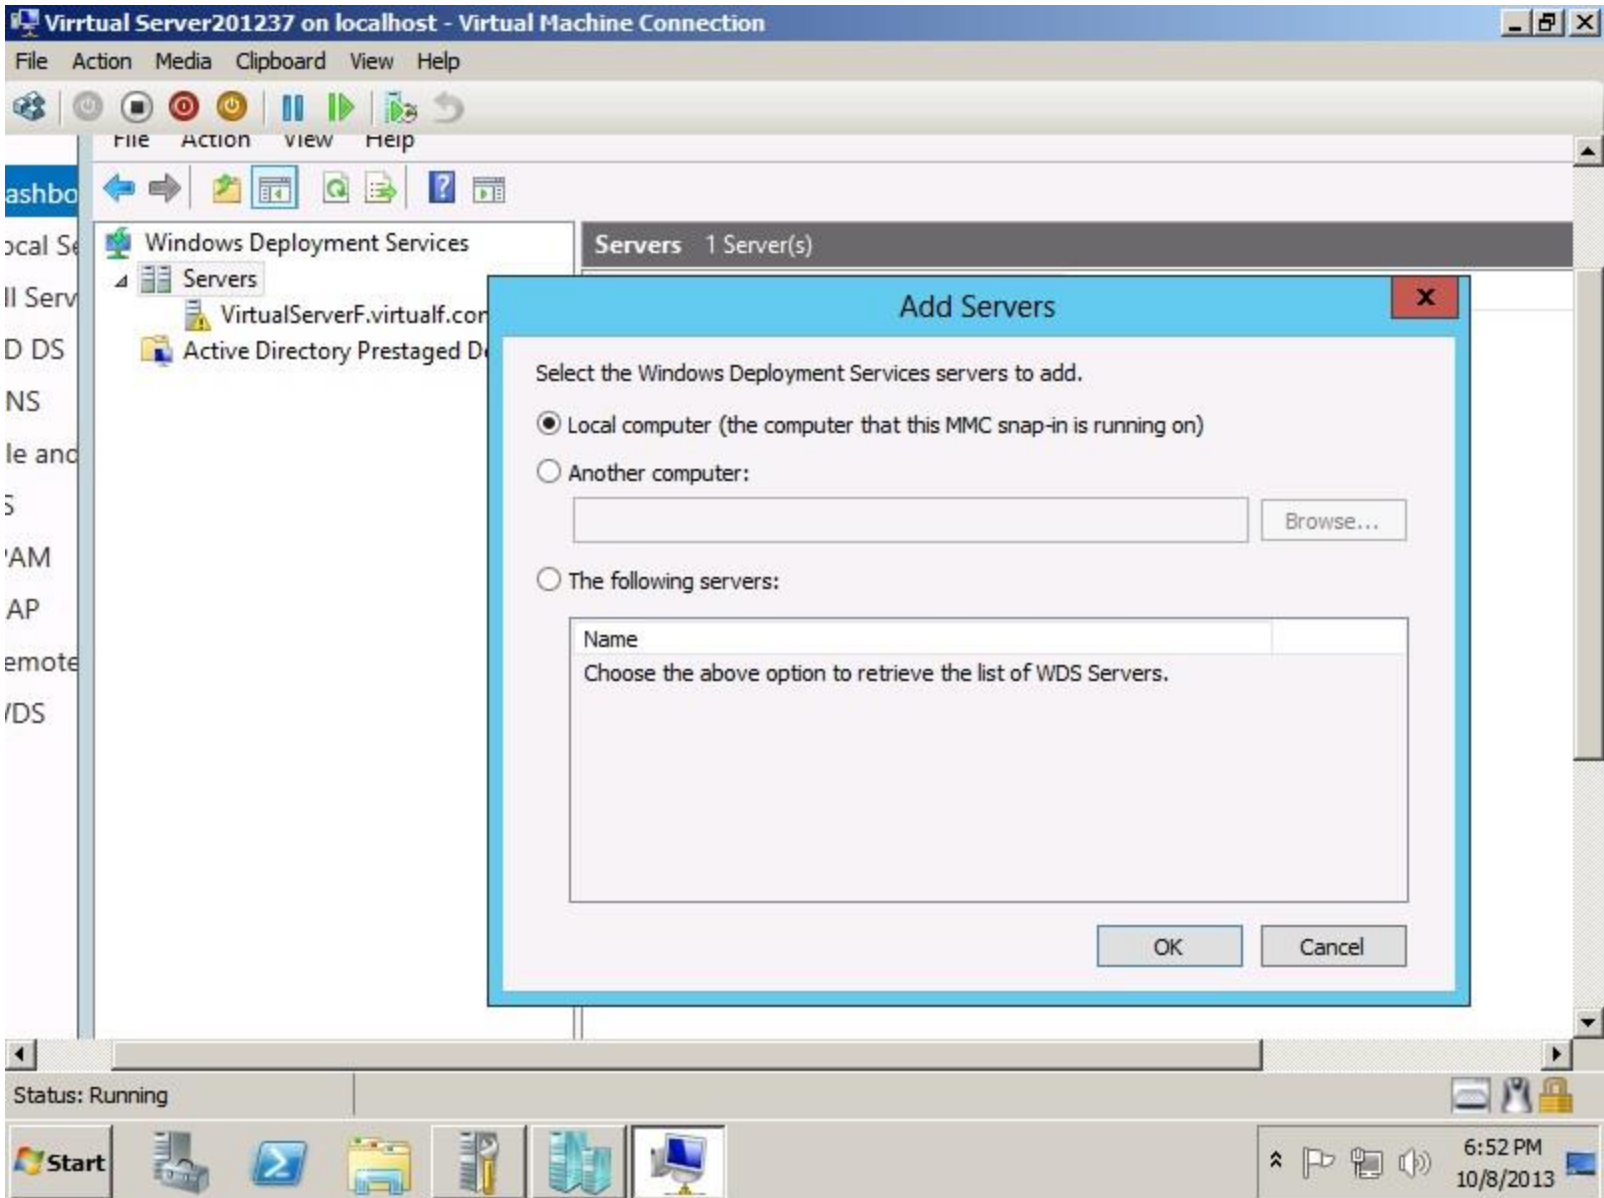 Virrtual Server201237 on localhost - Virtual Machine Connection
File Action Media Clipboard View Help
File Action View Help
ashbo
ocal Se
ll Serv
D DS
NS
le and
S
PAM
AP
emote
VDS
Windows Deployment Services
Servers
VirtualServerF.virtualf.cor
Active Directory Prestaged De
Servers 1 Server(s)
Add Servers
Select the Windows Deployment Services servers to add.
Local computer (the computer that this MMC snap-in is running on)
Another computer:
Browse...
The following servers:
Name
Choose the above option to retrieve the list of WDS Servers.
OK Cancel
Status: Running
Start
6:52 PM
10/8/2013